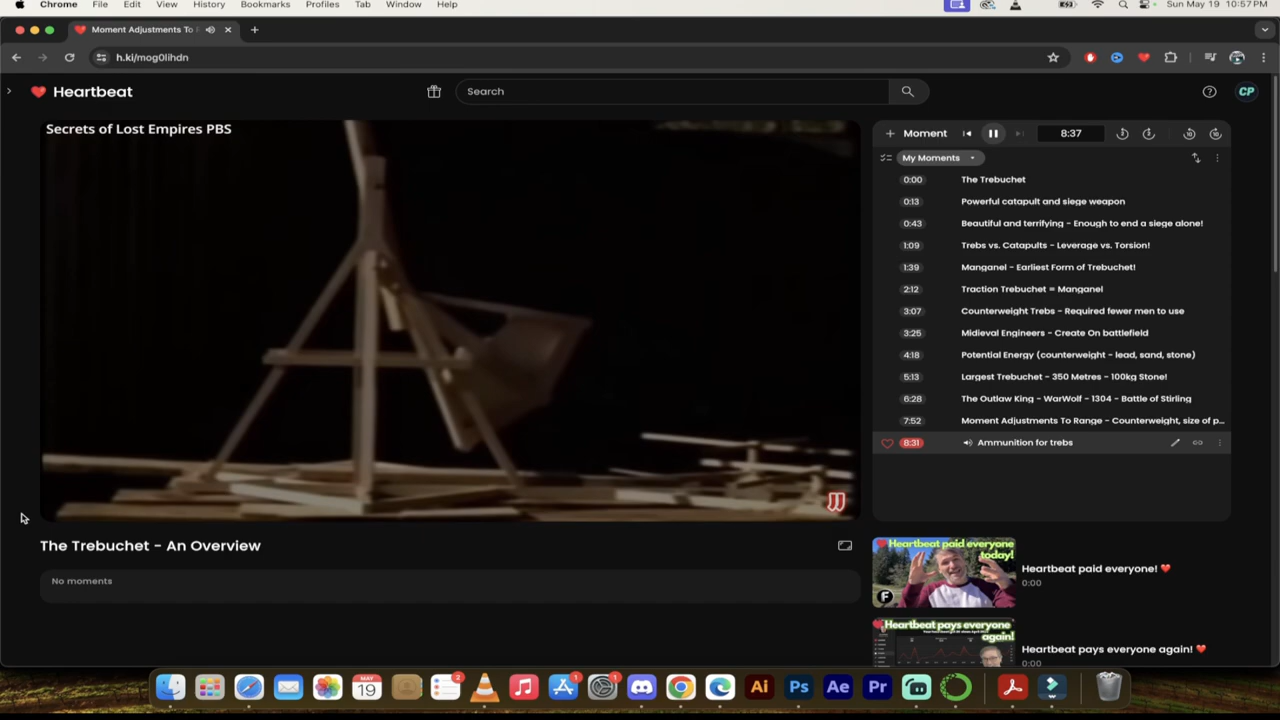 Chrome File Edit View History Bookmarks Profiles Tab Window Help Sun May 19 10:57 PM
Moment Adjustments To
h.ki/mog0lihdn
Heartbeat
Search
CP
Secrets of Lost Empires PBS
Moment 8:37
My Moments
0:00 The Trebuchet
0:13 Powerful catapult and siege weapon
0:43 Beautiful and terrifying - Enough to end a siege alone!
1:09 Trebs vs. Catapults - Leverage vs. Torsion!
1:39 Manganel - Earliest Form of Trebuchet!
2:12 Traction Trebuchet = Manganel
3:07 Counterweight Trebs - Required fewer men to use
3:25 Midieval Engineers - Create On battlefield
4:18 Potential Energy (counterweight - lead, sand, stone)
5:13 Largest Trebuchet - 350 Metres - 100kg Stone!
6:28 The Outlaw King - WarWolf - 1304 - Battle of Stirling
7:52 Moment Adjustments To Range - Counterweight, size of p...
8:31 Ammunition for trebs
The Trebuchet - An Overview
No moments
Heartbeat paid everyone today!
F
Heartbeat paid everyone! ❤️
0:00
Heartbeat pays everyone again!
Heartbeat pays everyone again! ❤️
0:00
MAY
19
2
1
1
Ai
Ps
Ae
Pr